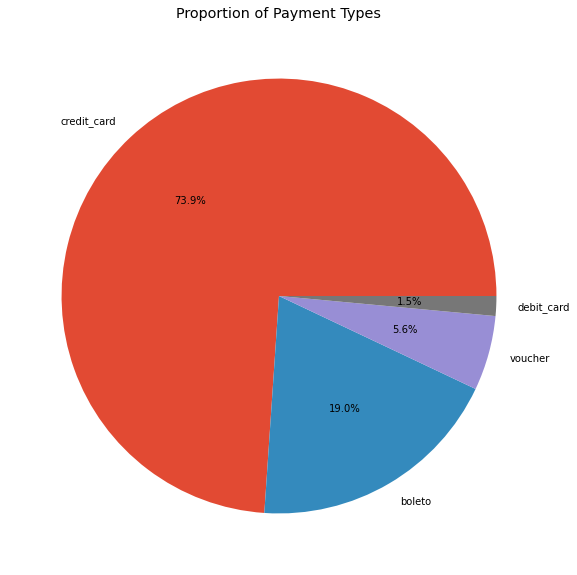 Proportion of Payment Types
credit_card
73.9%
1.5%
debit_card
5.6%
voucher
19.0%
boleto